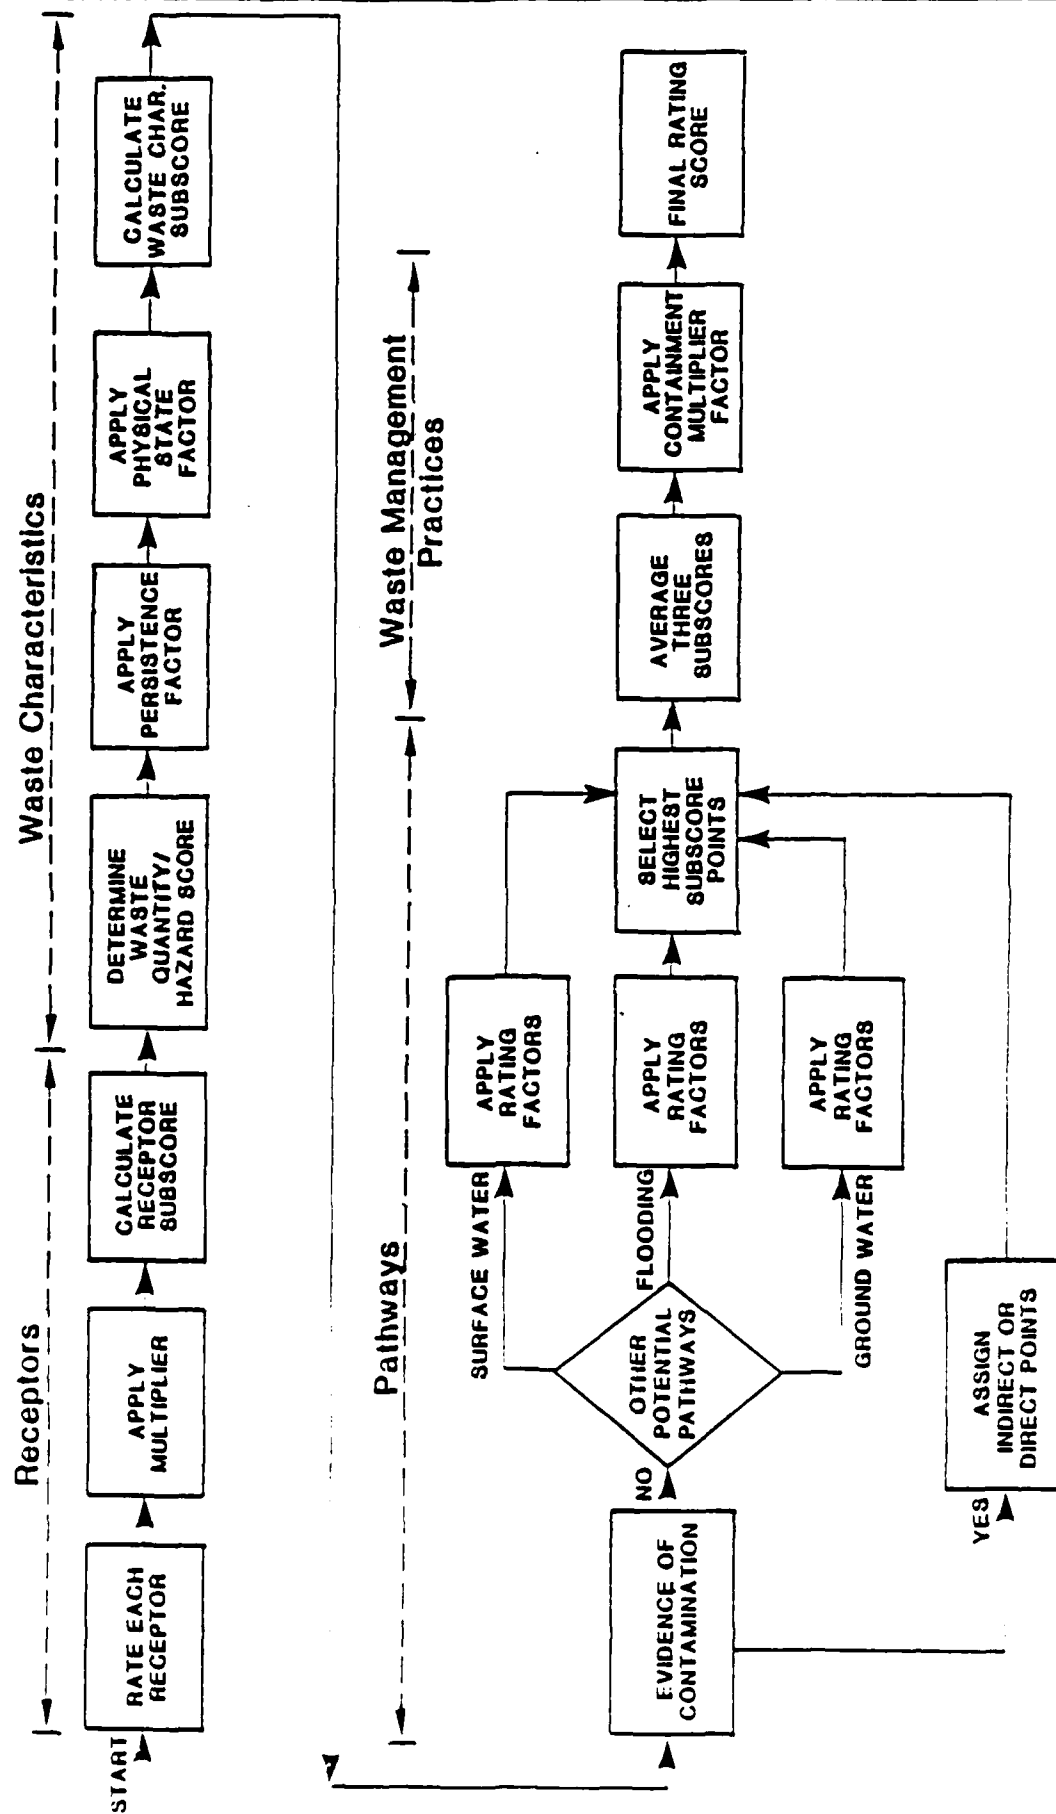 Receptors
Waste Characteristics
START
RATE EACH
RECEPTOR
APPLY
MULTIPLIER
CALCULATE
RECEPTOR
SUBSCORE
DETERMINE
WASTE
QUANTITY/
HAZARD SCORE
APPLY
PERSISTENCE
FACTOR
APPLY
PHYSICAL
STATE
FACTOR
CALCULATE
WASTE CHAR.
SUBSCORE
Pathways
Waste Management
Practices
EVIDENCE OF
CONTAMINATION
NO
OTHER
POTENTIAL
PATHWAYS
SURFACE WATER
APPLY
RATING
FACTORS
FLOODING
APPLY
RATING
FACTORS
GROUND WATER
APPLY
RATING
FACTORS
YES
ASSIGN
INDIRECT OR
DIRECT POINTS
SELECT
HIGHEST
SUBSCORE
POINTS
AVERAGE
THREE
SUBSCORES
APPLY
CONTAINMENT
MULTIPLIER
FACTOR
FINAL RATING
SCORE